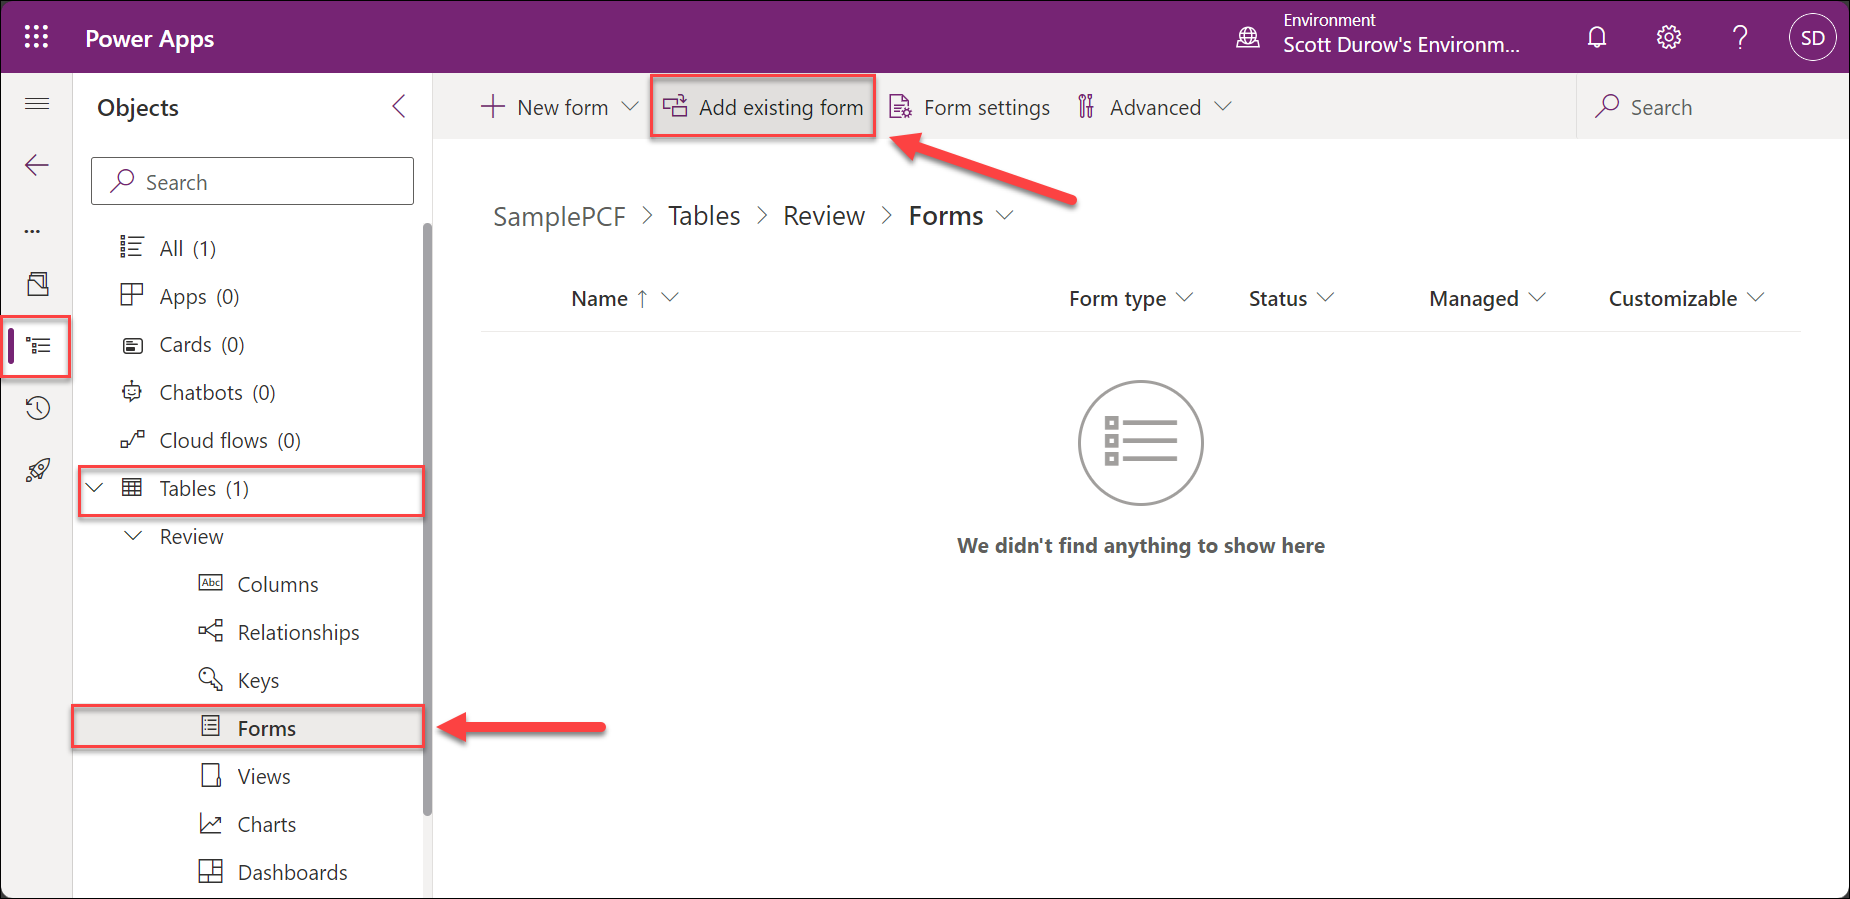 Power Apps
Environment
Scott Durow's Environm...
SD
Objects
Search
All (1)
Apps (0)
Cards (0)
Chatbots (0)
Cloud flows (0)
Tables (1)
Review
Abc Columns
Relationships
Keys
Forms
Views
Charts
Dashboards
New form
Add existing form
Form settings
Advanced
Search
SamplePCF > Tables > Review > Forms
Name ↑
Form type
Status
Managed
Customizable
We didn't find anything to show here